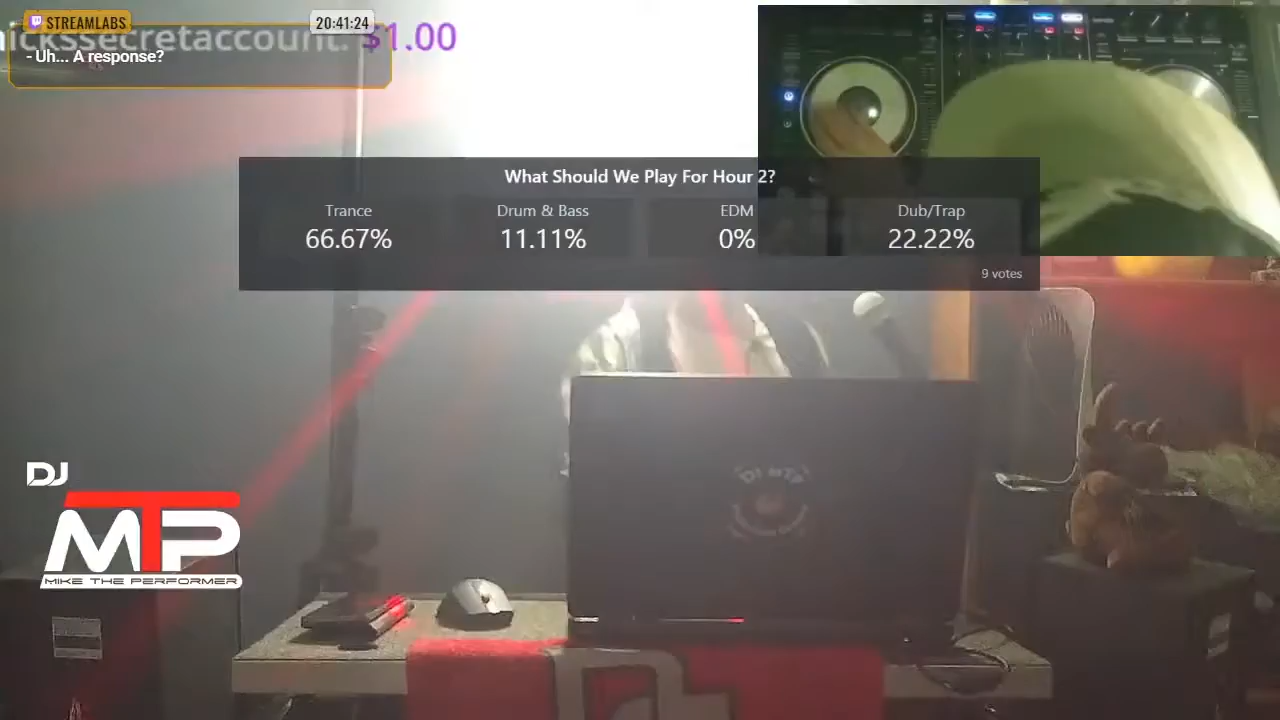 STREAMLABS
20:41:24
ickssecretaccount: $1.00
- Uh... A response?
What Should We Play For Hour 2?
Trance
Drum & Bass
EDM
Dub/Trap
66.67%
11.11%
0%
22.22%
9 votes
DJ
MTP
MIKE THE PERFORMER